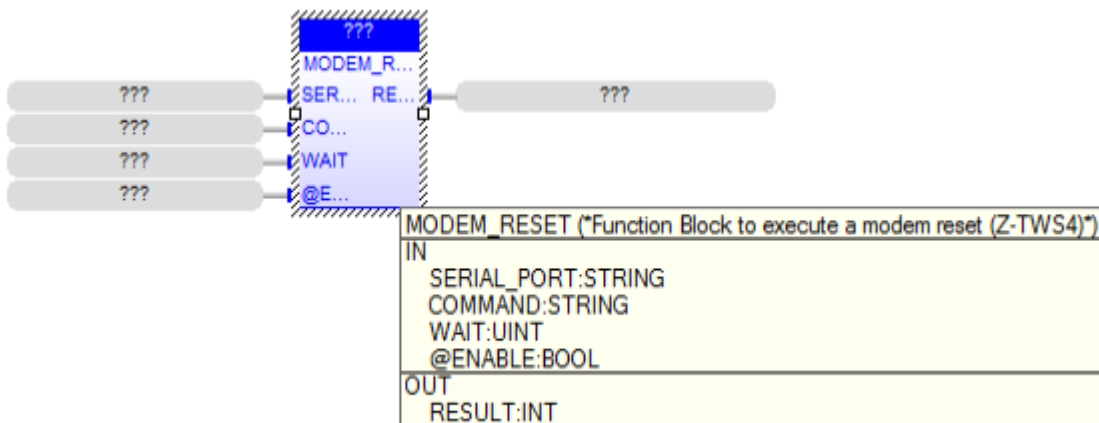 ???
MODEM_R...
??? SER... RE... ???
??? CO...
??? WAIT
??? @E...
MODEM_RESET (*Function Block to execute a modem reset (Z-TWS4)*)
IN
SERIAL_PORT:STRING
COMMAND:STRING
WAIT:UINT
@ENABLE:BOOL
OUT
RESULT:INT